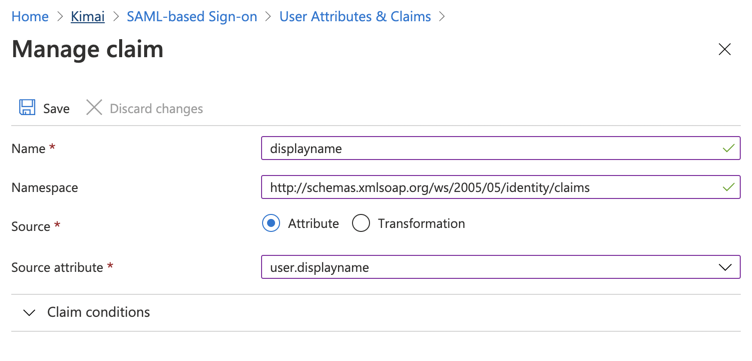 Home > Kimai > SAML-based Sign-on > User Attributes & Claims >
Manage claim
Save Discard changes
Name * displayname
Namespace http://schemas.xmlsoap.org/ws/2005/05/identity/claims
Source * Attribute Transformation
Source attribute * user.displayname
Claim conditions